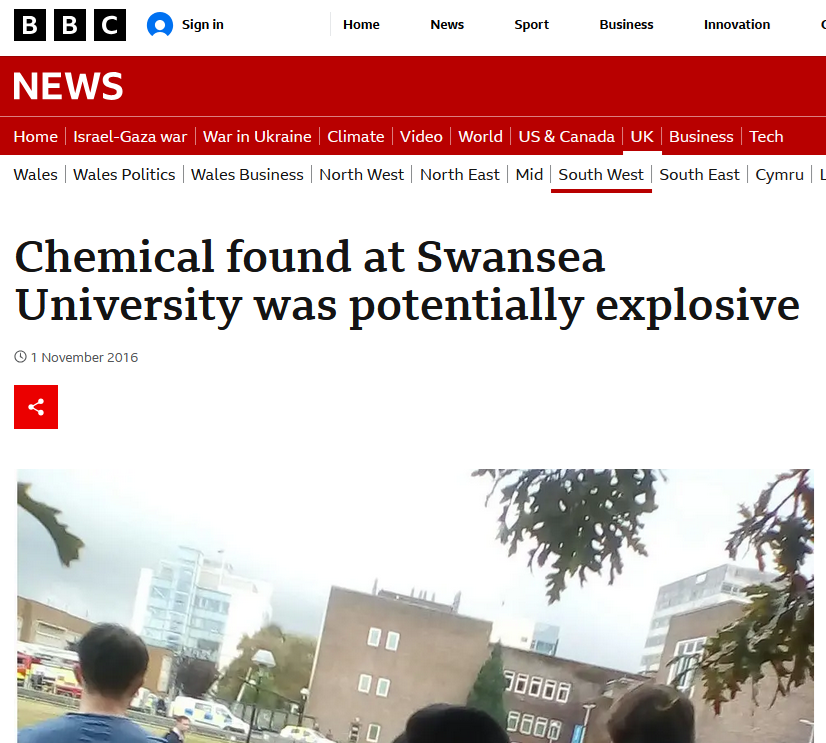 BBC Sign in Home News Sport Business Innovation
NEWS
Home Israel-Gaza war War in Ukraine Climate Video World US & Canada UK Business Tech
Wales Wales Politics Wales Business North West North East Mid South West South East Cymru
Chemical found at Swansea
University was potentially explosive
1 November 2016